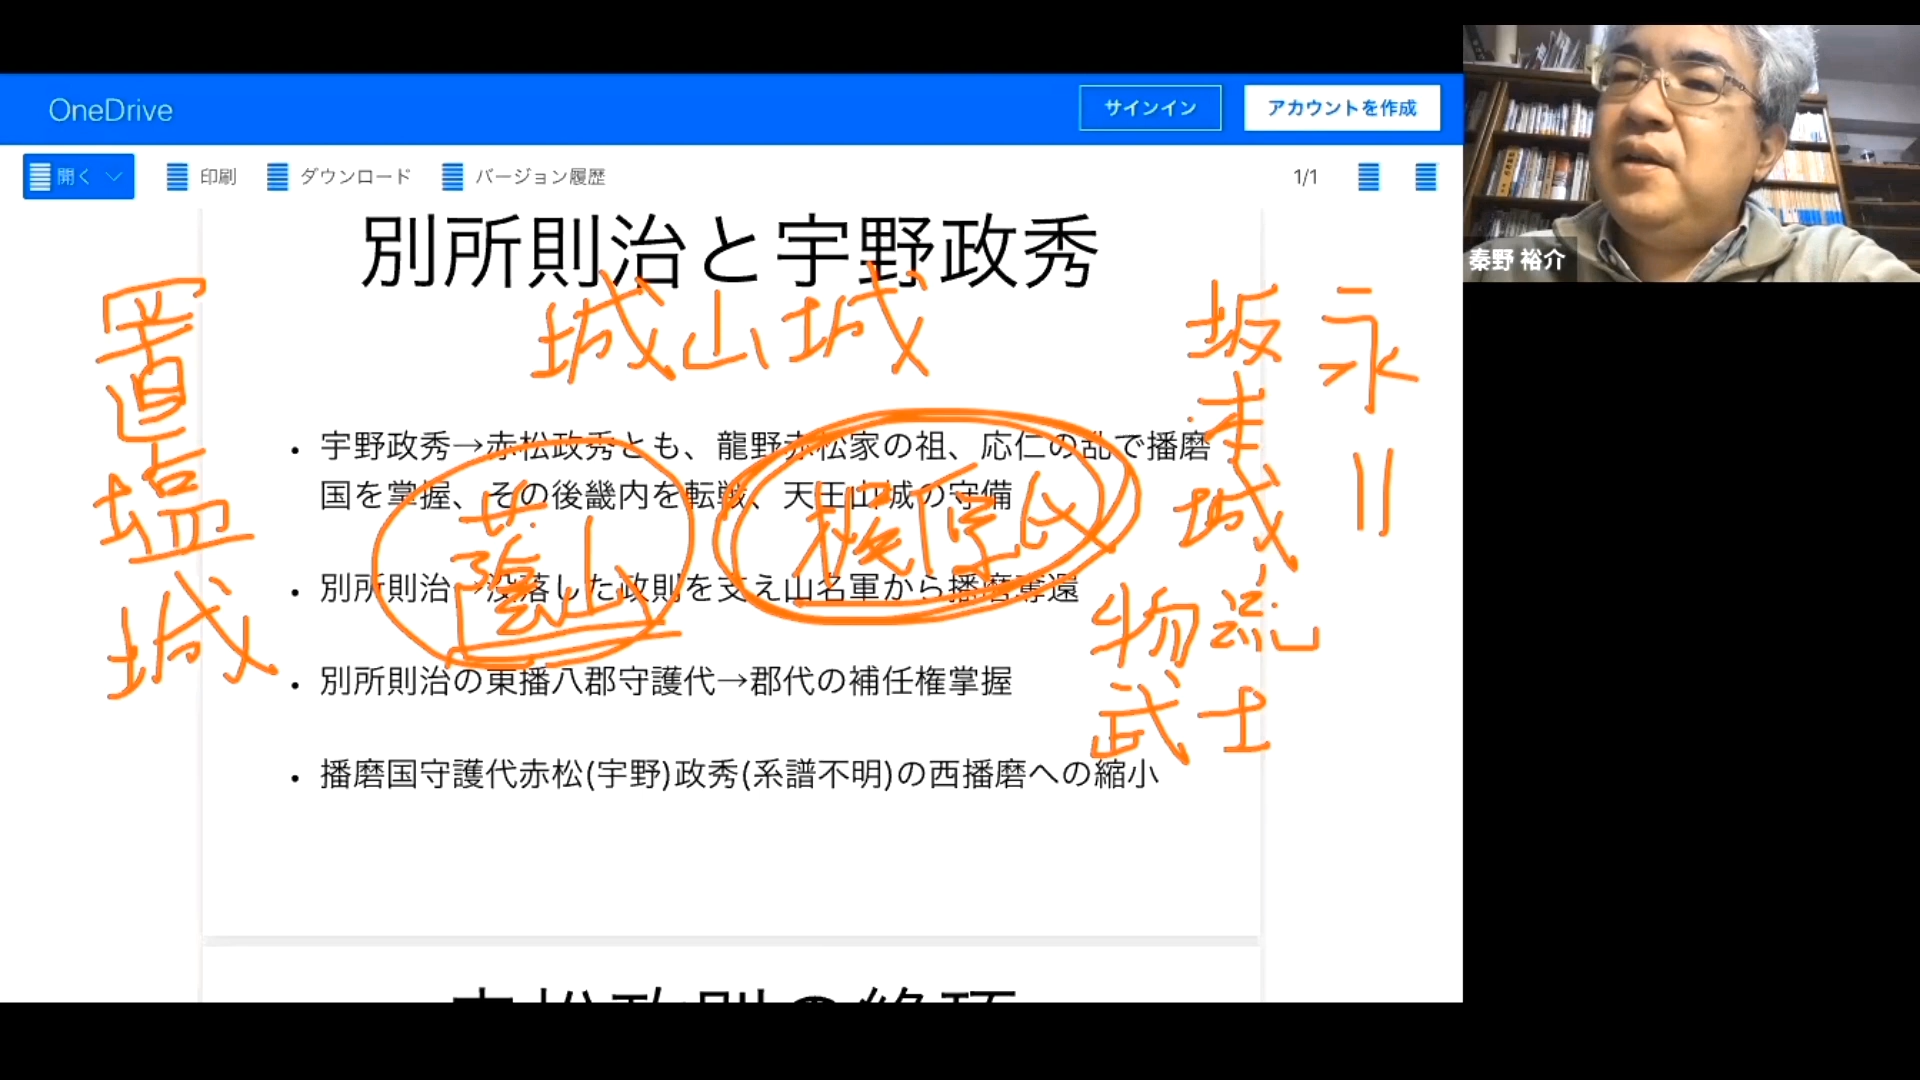 OneDrive
サインイン
アカウントを作成
開く
印刷
ダウンロード
バージョン履歴
1/1
秦野 裕介
別所則治と宇野政秀
城山城
置塩城
坂本城
永
• 宇野政秀→赤松政秀とも、龍野赤松家の祖、応仁の乱で播磨
国を掌握、その後畿内を転戦、天王山城の守備
蔭山
梶原氏
• 別所則治→没落した政則を支え山名軍から播磨奪還
物流
武士
• 別所則治の東播八郡守護代→郡代の補任権掌握
• 播磨国守護代赤松(宇野)政秀(系譜不明)の西播磨への縮小